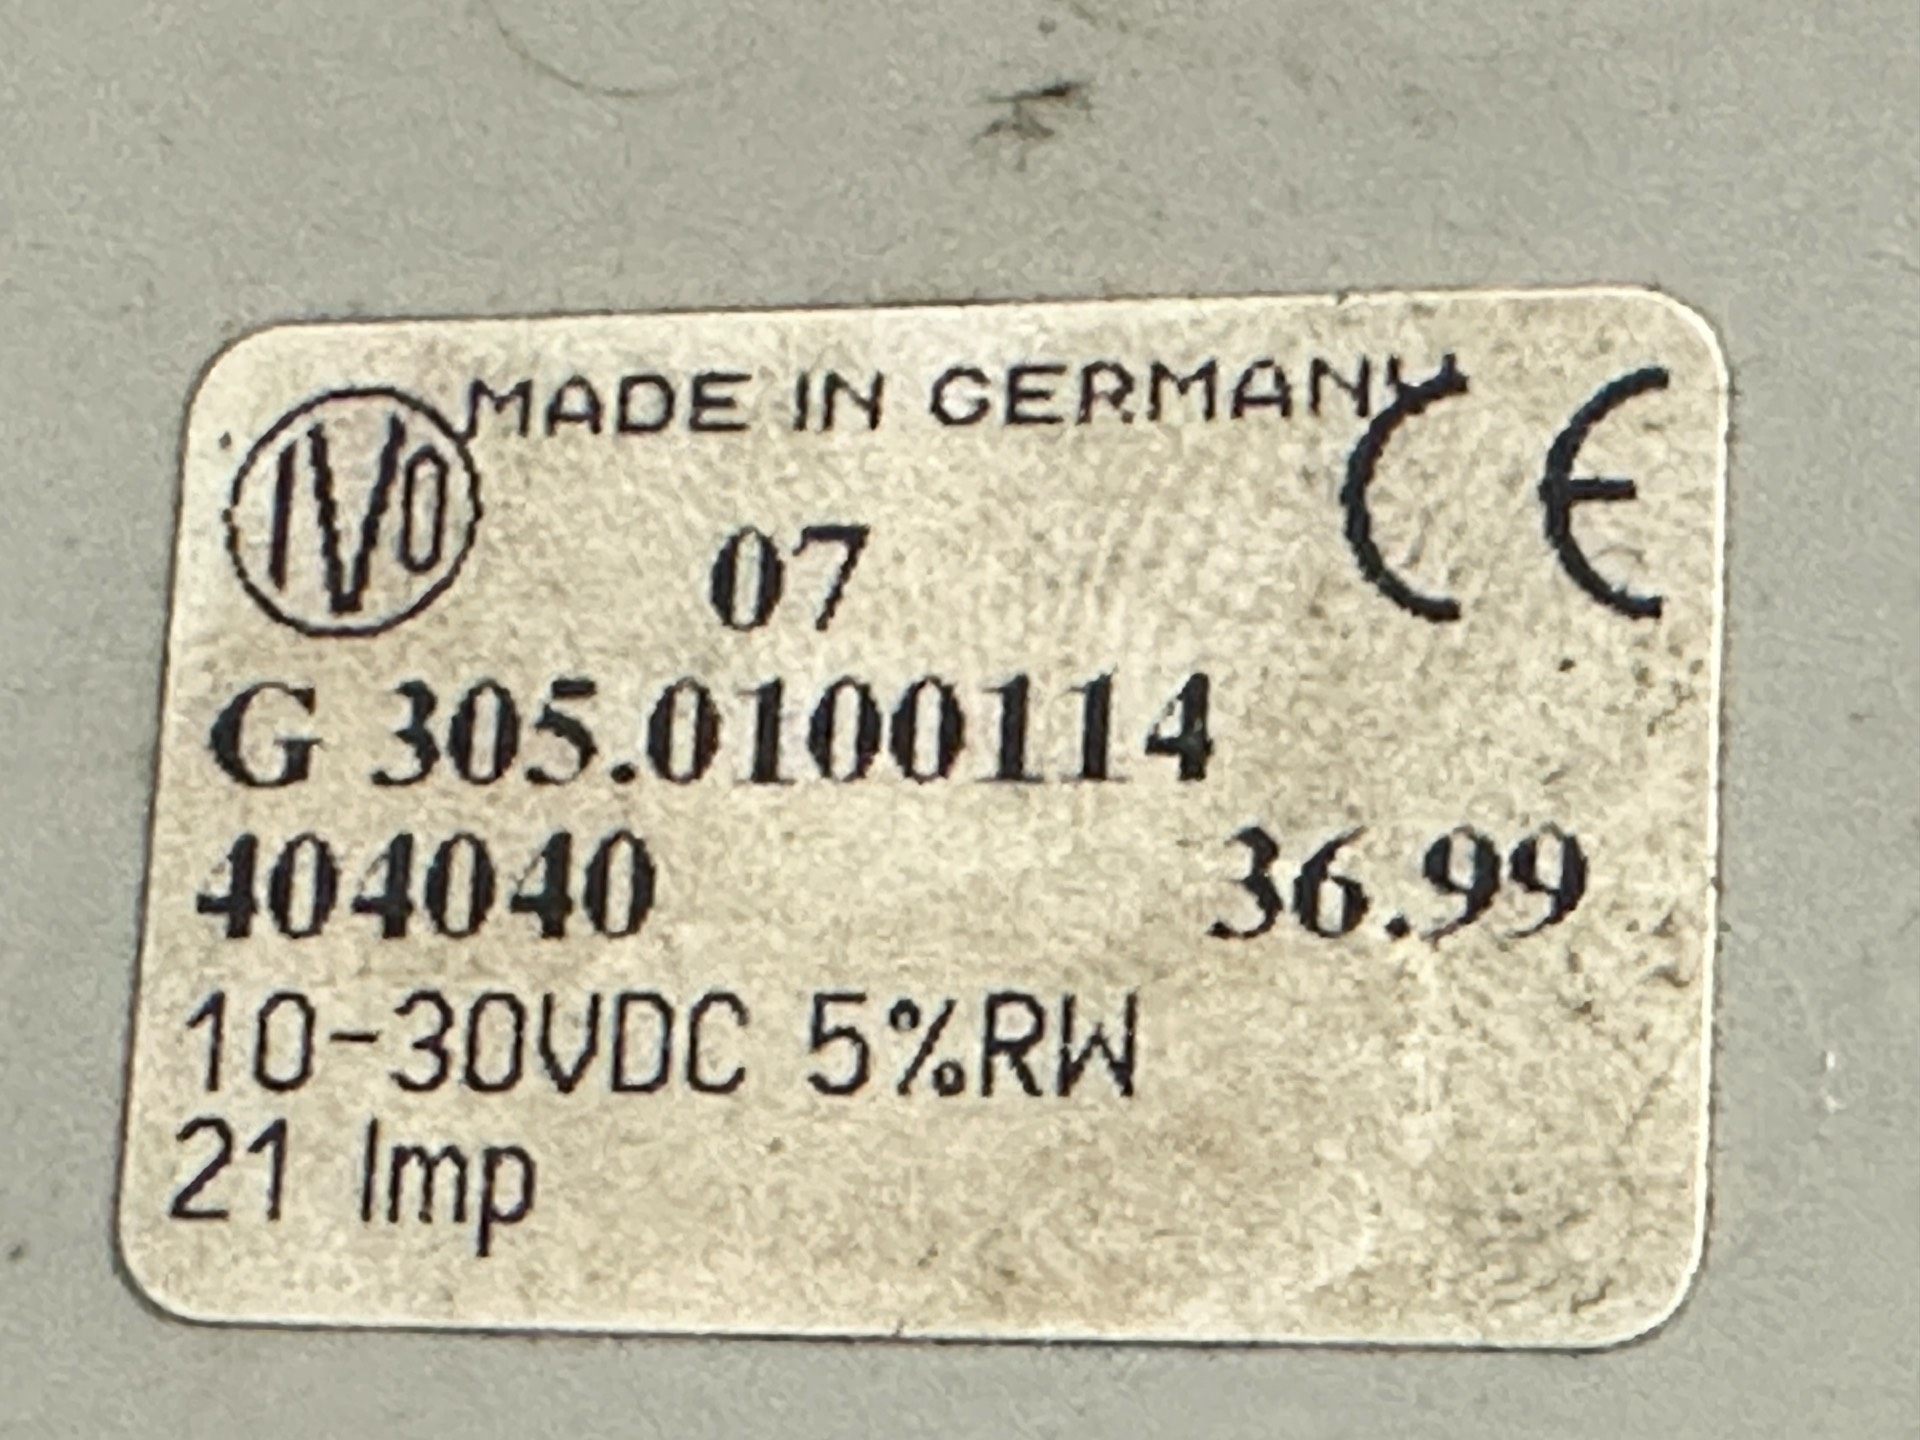 IVO MADE IN GERMANY CE
07
G 305.0100114
404040 36.99
10-30VDC 5%RW
21 Imp